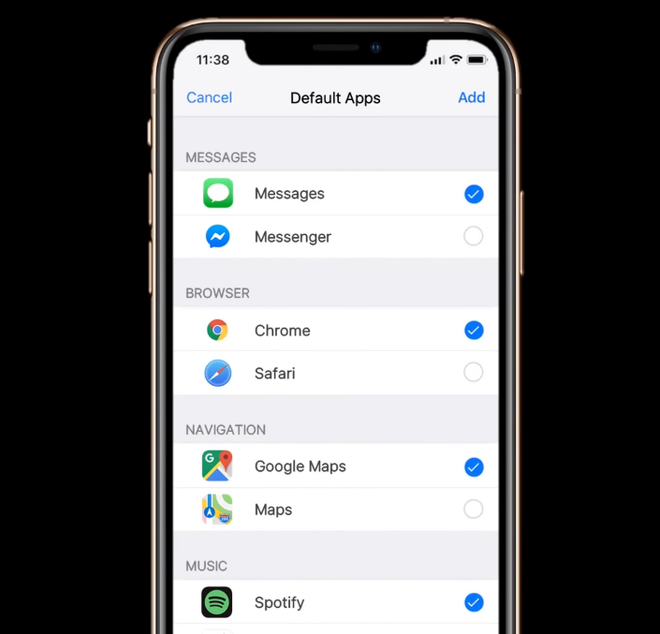 11:38
Cancel Default Apps Add
MESSAGES
Messages
Messenger
BROWSER
Chrome
Safari
NAVIGATION
G
Google Maps
Maps
MUSIC
Spotify